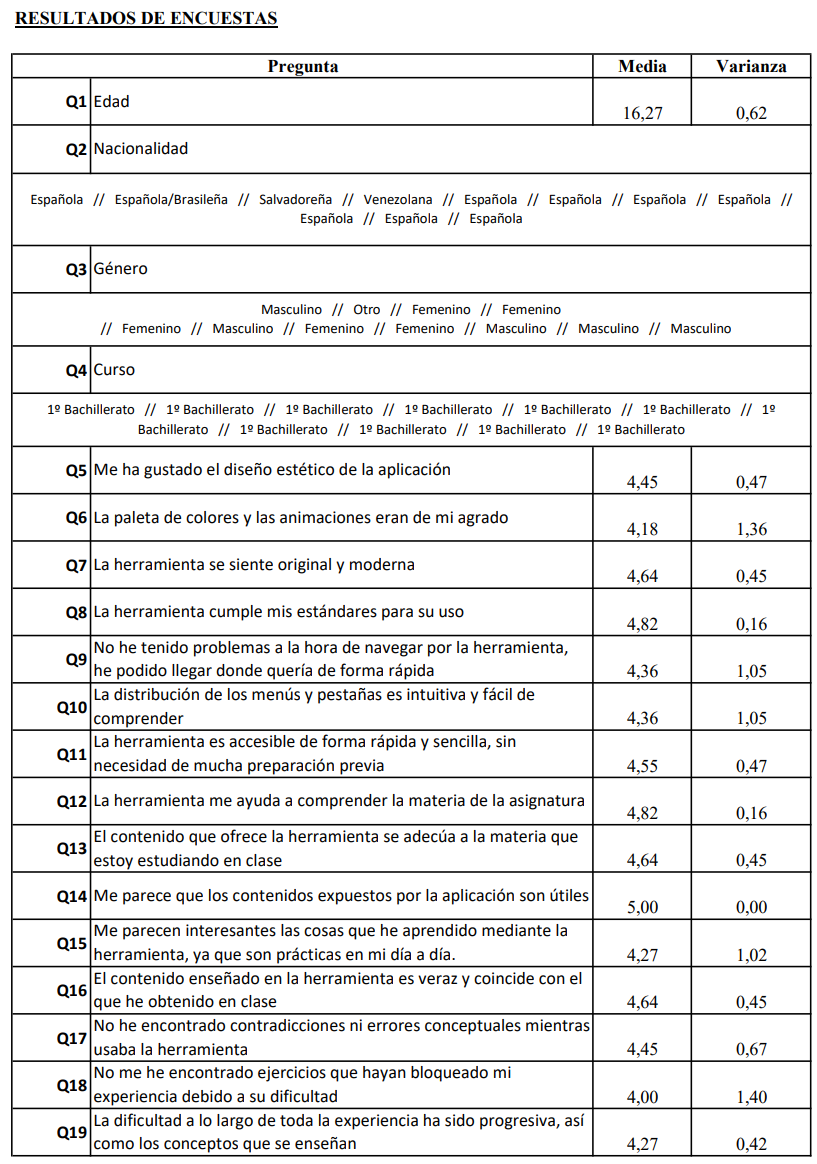 RESULTADOS DE ENCUESTAS
Pregunta Media Varianza
Q1 Edad 16,27 0,62
Q2 Nacionalidad
Española // Española/Brasileña // Salvadoreña // Venezolana // Española // Española // Española // Española //
Española // Española // Española
Q3 Género
Masculino // Otro // Femenino // Femenino
// Femenino // Masculino // Femenino // Femenino // Masculino // Masculino // Masculino
Q4 Curso
1º Bachillerato // 1º Bachillerato // 1º Bachillerato // 1º Bachillerato // 1º Bachillerato // 1º Bachillerato // 1º
Bachillerato // 1º Bachillerato // 1º Bachillerato // 1º Bachillerato // 1º Bachillerato
Q5 Me ha gustado el diseño estético de la aplicación 4,45 0,47
Q6 La paleta de colores y las animaciones eran de mi agrado 4,18 1,36
Q7 La herramienta se siente original y moderna 4,64 0,45
Q8 La herramienta cumple mis estándares para su uso 4,82 0,16
Q9 No he tenido problemas a la hora de navegar por la herramienta,
he podido llegar donde quería de forma rápida 4,36 1,05
Q10 La distribución de los menús y pestañas es intuitiva y fácil de
comprender 4,36 1,05
Q11 La herramienta es accesible de forma rápida y sencilla, sin
necesidad de mucha preparación previa 4,55 0,47
Q12 La herramienta me ayuda a comprender la materia de la asignatura 4,82 0,16
Q13 El contenido que ofrece la herramienta se adecúa a la materia que
estoy estudiando en clase 4,64 0,45
Q14 Me parece que los contenidos expuestos por la aplicación son útiles 5,00 0,00
Q15 Me parecen interesantes las cosas que he aprendido mediante la
herramienta, ya que son prácticas en mi día a día. 4,27 1,02
Q16 El contenido enseñado en la herramienta es veraz y coincide con el
que he obtenido en clase 4,64 0,45
Q17 No he encontrado contradicciones ni errores conceptuales mientras
usaba la herramienta 4,45 0,67
Q18 No me he encontrado ejercicios que hayan bloqueado mi
experiencia debido a su dificultad 4,00 1,40
Q19 La dificultad a lo largo de toda la experiencia ha sido progresiva, así
como los conceptos que se enseñan 4,27 0,42